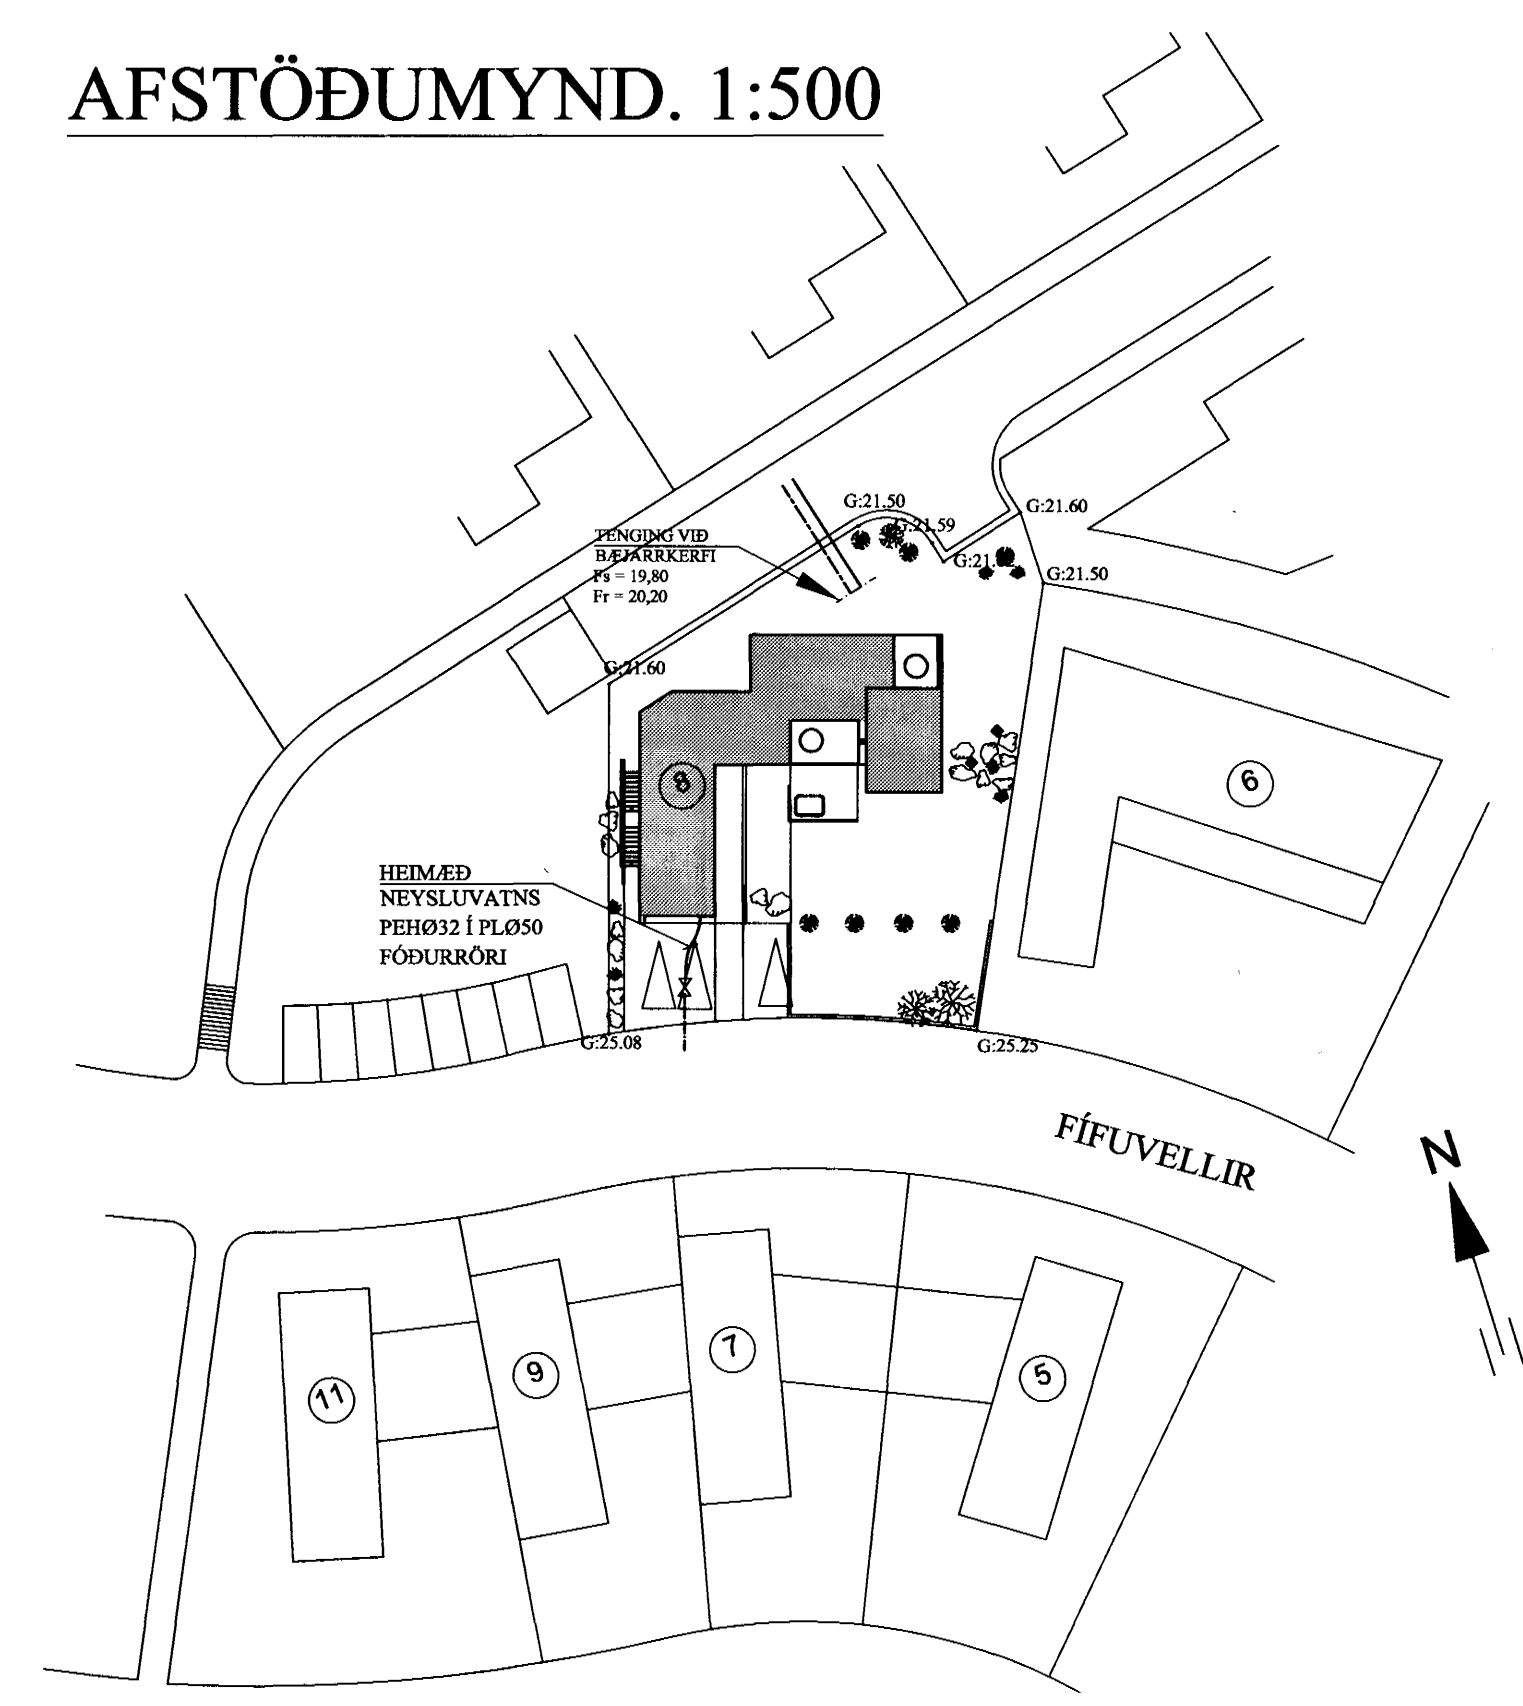 AFSTÖÐUMYND. 1:500
G:21.50
G:21.59
G:21.60
TENGING VIÐ
BÆJARRKERFI
Fs = 19,80
Fr = 20,20
G:21.50
G:21.60
8
6
HEIMÆÐ
NEYSLUVATNS
PEHØ32 Í PLØ50
FÓÐURRÖRI
G:25.08
G:25.25
FÍFUVELLIR
N
11
9
7
5